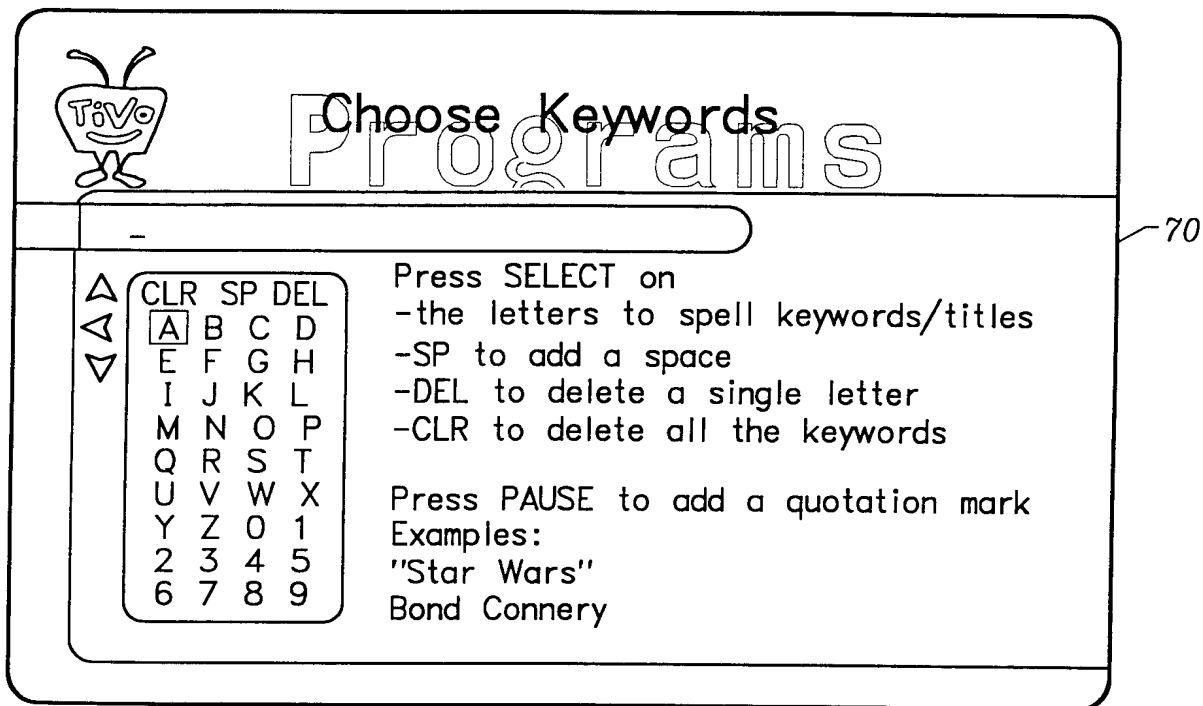 TiVo
Choose Keywords
Programs
_
70
CLR SP DEL
A B C D
E F G H
I J K L
M N O P
Q R S T
U V W X
Y Z 0 1
2 3 4 5
6 7 8 9
Press SELECT on
-the letters to spell keywords/titles
-SP to add a space
-DEL to delete a single letter
-CLR to delete all the keywords
Press PAUSE to add a quotation mark
Examples:
"Star Wars"
Bond Connery